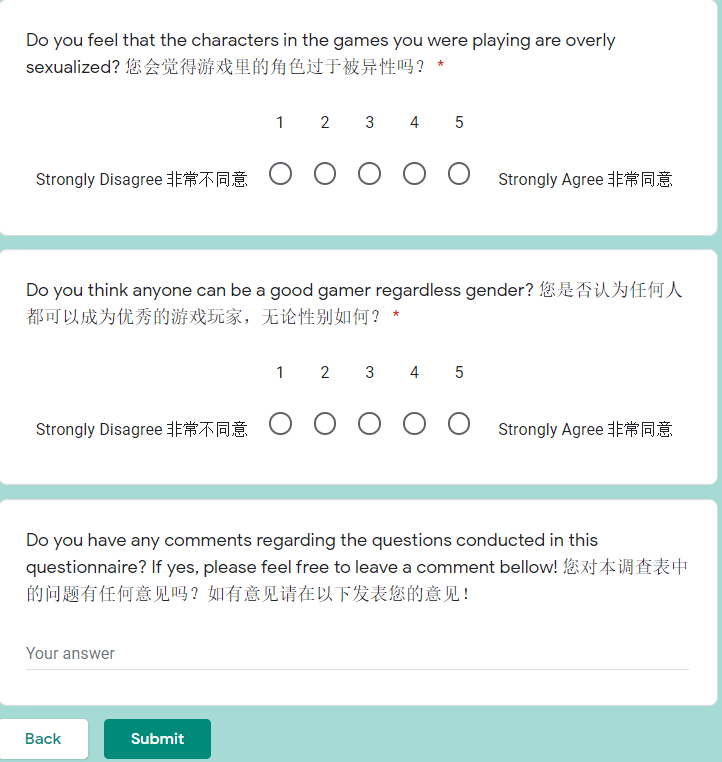 Do you feel that the characters in the games you were playing are overly
sexualized? 您会觉得游戏里的角色过于被异性吗？ *
1 2 3 4 5
Strongly Disagree 非常不同意
Strongly Agree 非常同意
Do you think anyone can be a good gamer regardless gender? 您是否认为任何人
都可以成为优秀的游戏玩家，无论性别如何？ *
1 2 3 4 5
Strongly Disagree 非常不同意
Strongly Agree 非常同意
Do you have any comments regarding the questions conducted in this
questionnaire? If yes, please feel free to leave a comment bellow! 您对本调查表中
的问题有任何意见吗？如有意见请在以下发表您的意见！
Your answer
Back
Submit